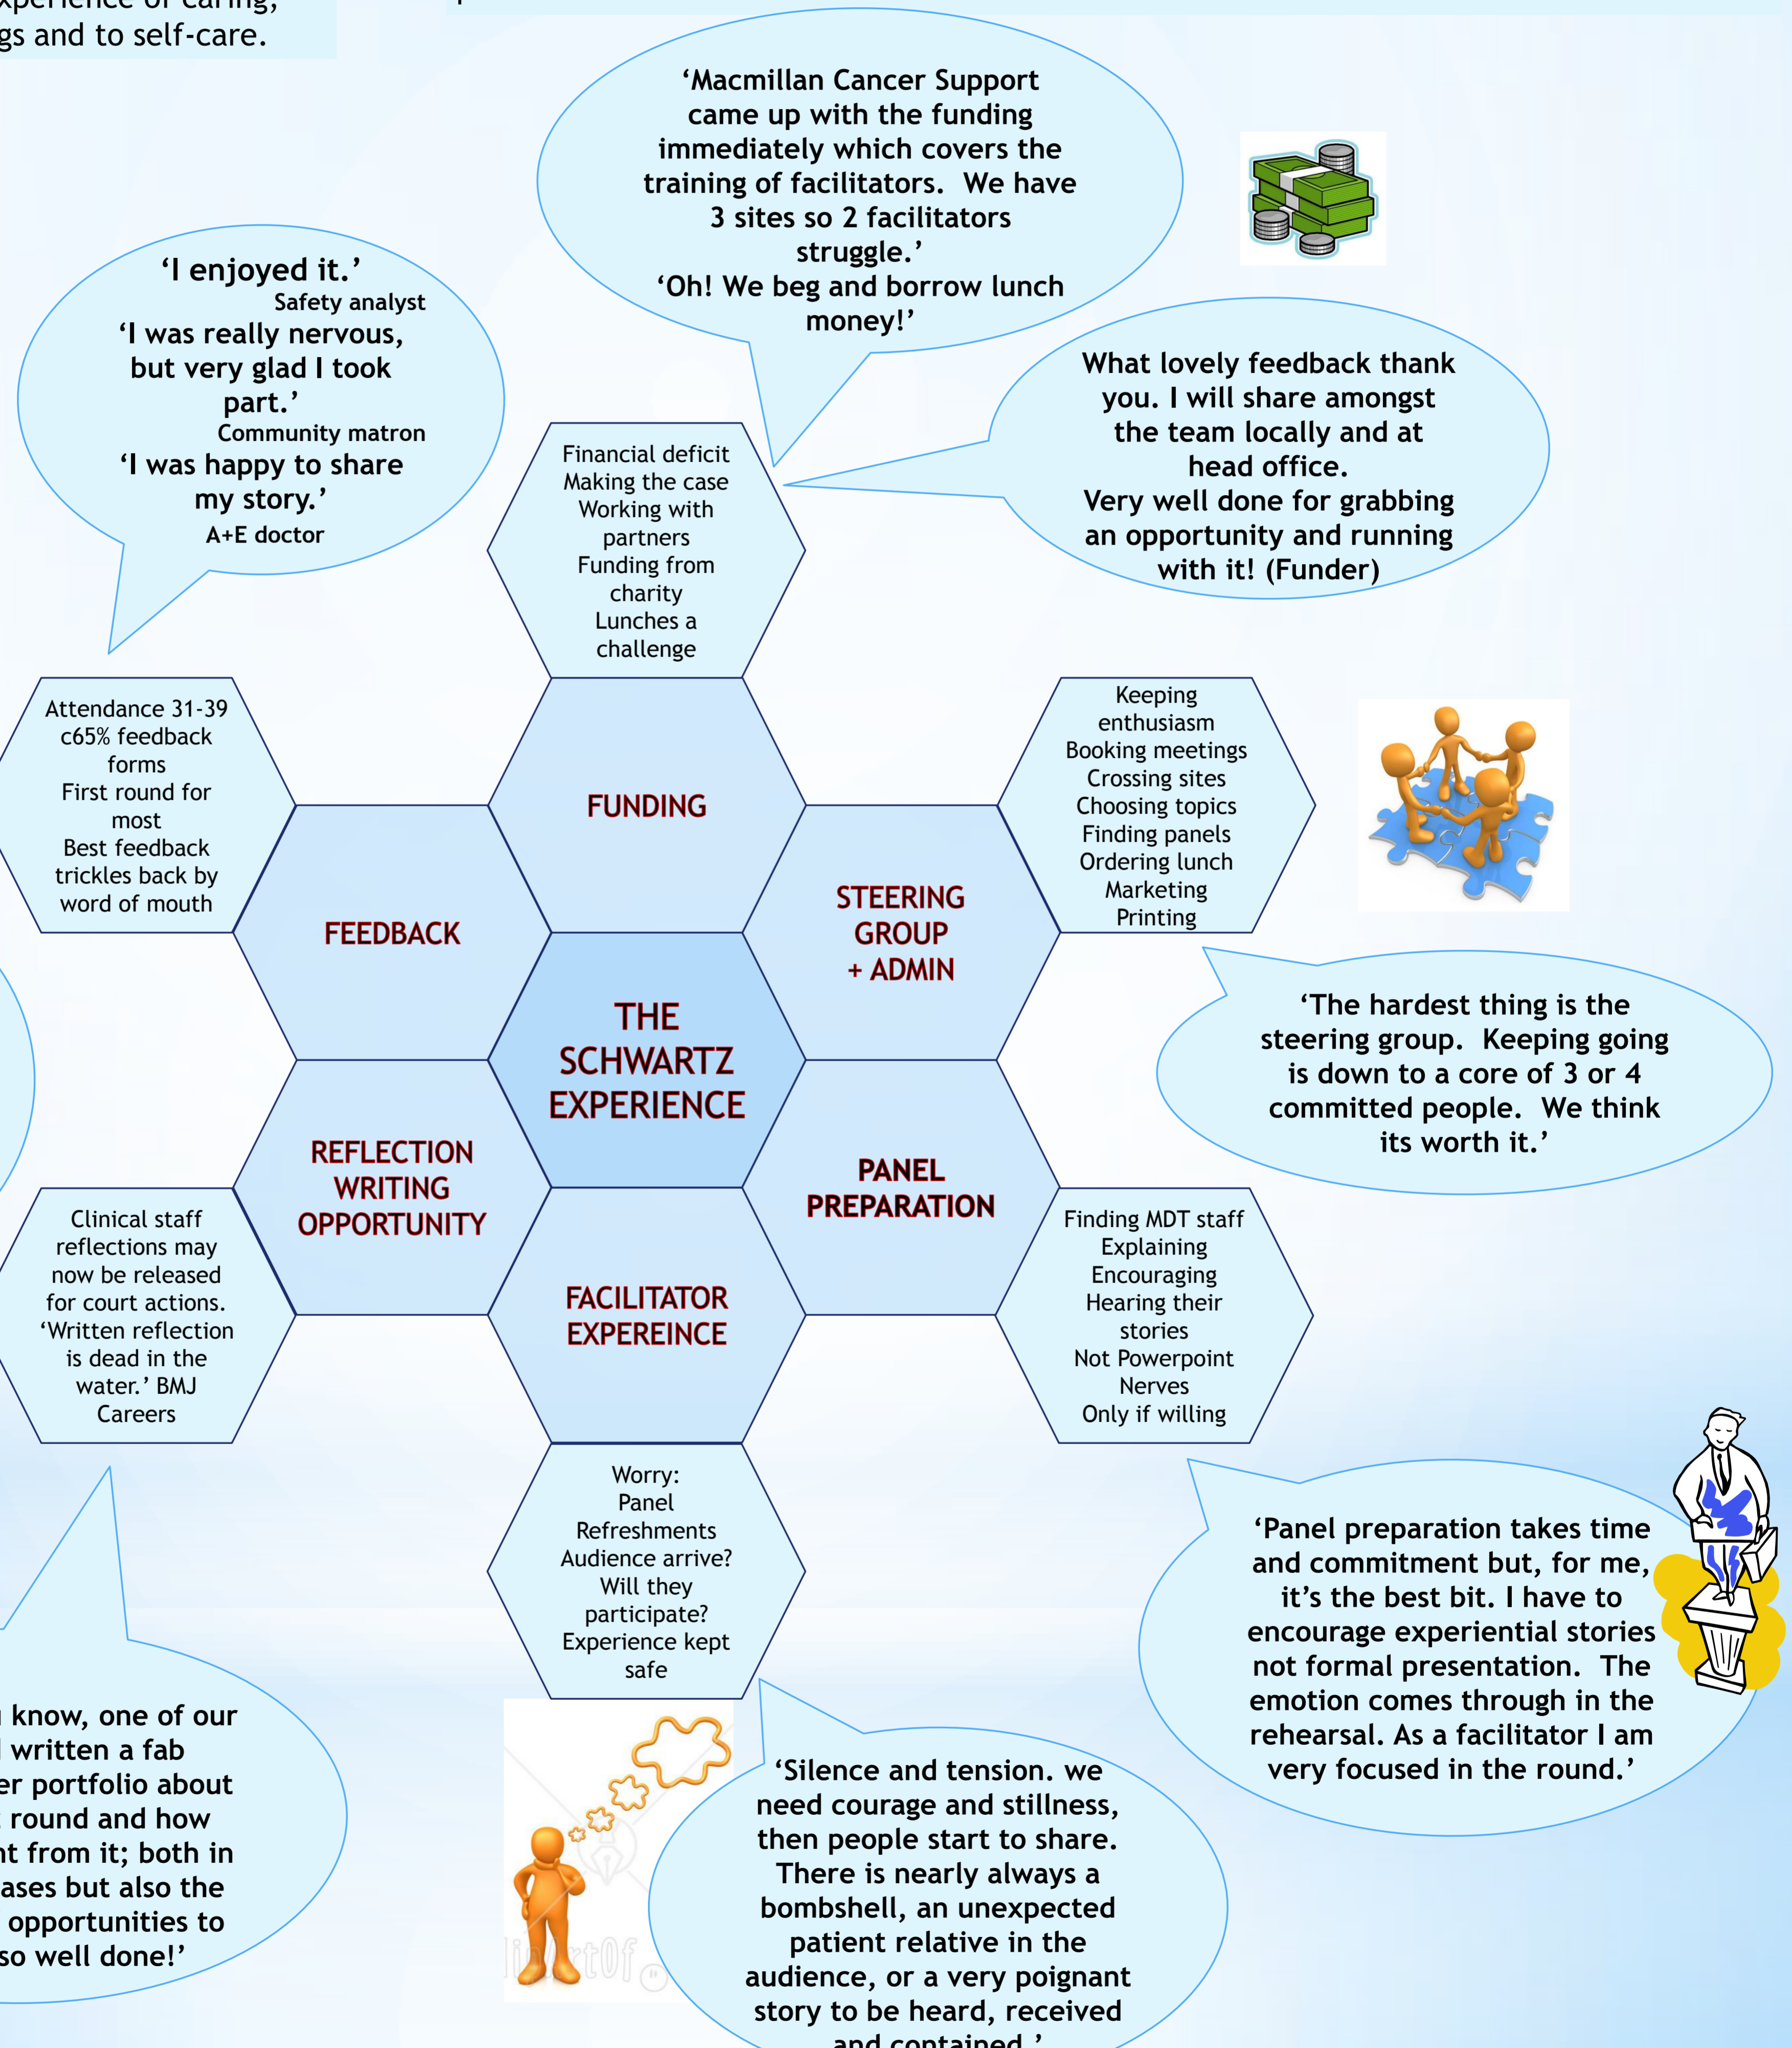 gs and to self-care.
‘Macmillan Cancer Support
came up with the funding
immediately which covers the
training of facilitators.  We have
3 sites so 2 facilitators
struggle.’
‘Oh! We beg and borrow lunch
money!’
‘I enjoyed it.’
Safety analyst
‘I was really nervous,
but very glad I took
part.’
Community matron
‘I was happy to share
my story.’
A+E doctor
What lovely feedback thank
you. I will share amongst
the team locally and at
head office.
Very well done for grabbing
an opportunity and running
with it! (Funder)
Financial deficit
Making the case
Working with
partners
Funding from
charity
Lunches a
challenge
Attendance 31-39
c65% feedback
forms
First round for
most
Best feedback
trickles back by
word of mouth
FUNDING
Keeping
enthusiasm
Booking meetings
Crossing sites
Choosing topics
Finding panels
Ordering lunch
Marketing
Printing
FEEDBACK
STEERING
GROUP
+ ADMIN
THE
SCHWARTZ
EXPERIENCE
‘The hardest thing is the
steering group.  Keeping going
is down to a core of 3 or 4
committed people.  We think
its worth it.’
REFLECTION
WRITING
OPPORTUNITY
PANEL
PREPARATION
Clinical staff
reflections may
now be released
for court actions.
‘Written reflection
is dead in the
water.’ BMJ
Careers
FACILITATOR
EXPEREINCE
Finding MDT staff
Explaining
Encouraging
Hearing their
stories
Not Powerpoint
Nerves
Only if willing
Worry:
Panel
Refreshments
Audience arrive?
Will they
participate?
Experience kept
safe
‘Panel preparation takes time
and commitment but, for me,
it’s the best bit. I have to
encourage experiential stories
not formal presentation.  The
emotion comes through in the
rehearsal. As a facilitator I am
very focused in the round.’
know, one of our
written a fab
er portfolio about
round and how
nt from it; both in
ases but also the
opportunities to
so well done!’
‘Silence and tension. we
need courage and stillness,
then people start to share.
There is nearly always a
bombshell, an unexpected
patient relative in the
audience, or a very poignant
story to be heard, received
and contained.’